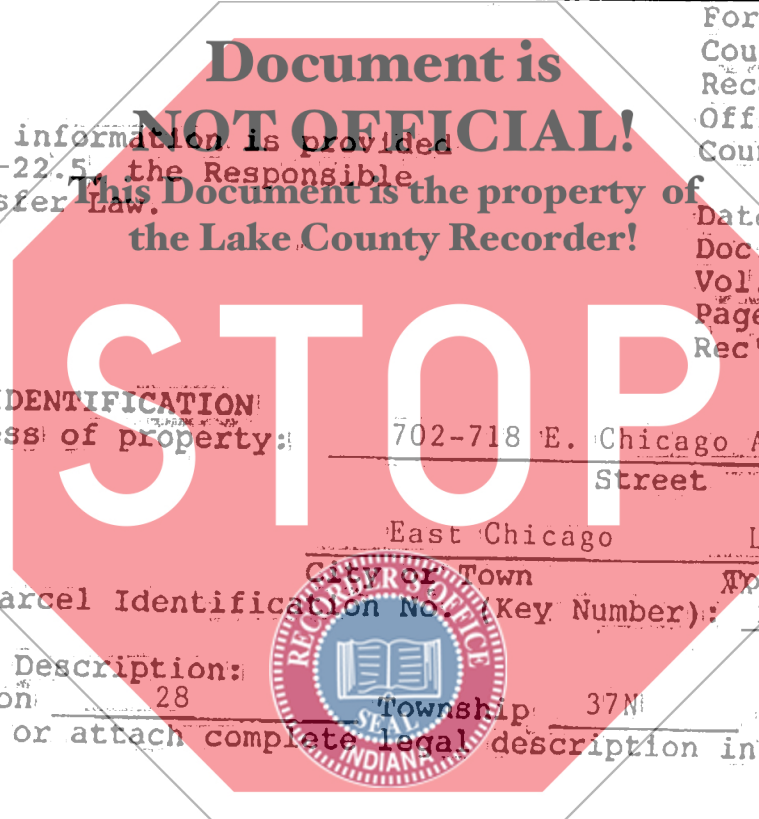 For
Cou
Document is
Rec
NOT OFFICIAL!
Off
information is provided
Coun
-22.5, the Responsible
This Document is the property of
sfer Law.
Date
the Lake County Recorder!
Doc
Vol.
Page
Rec'
STOP
IDENTIFICATION
ess of property: 702-718 E. Chicago A
Street
East Chicago L
City or Town
arcel Identification No. (Key Number):
RECORDER'S OFFICE
Description:
on 28 Township 37N
SEAL
or attach complete legal description in
INDIANA